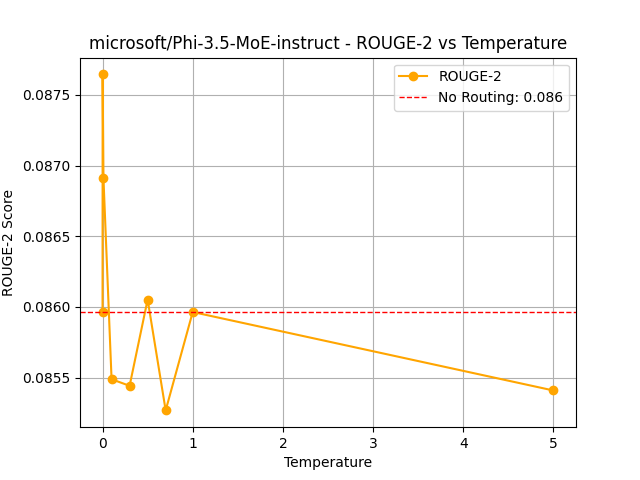 microsoft/Phi-3.5-MoE-instruct - ROUGE-2 vs Temperature
ROUGE-2
No Routing: 0.086
ROUGE-2 Score
0.0875
0.0870
0.0865
0.0860
0.0855
0 1 2 3 4 5
Temperature